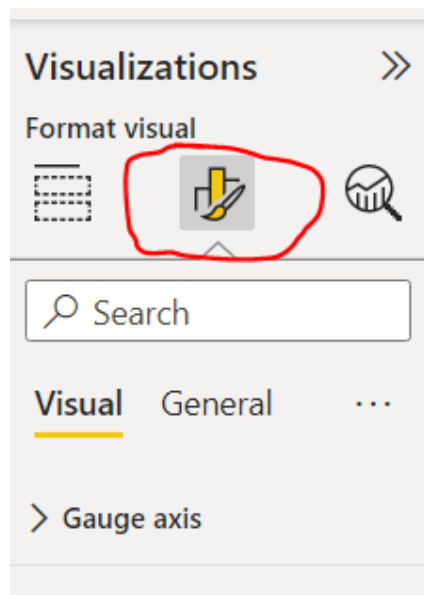 Visualizations
Format visual
Search
Visual General ...
Gauge axis